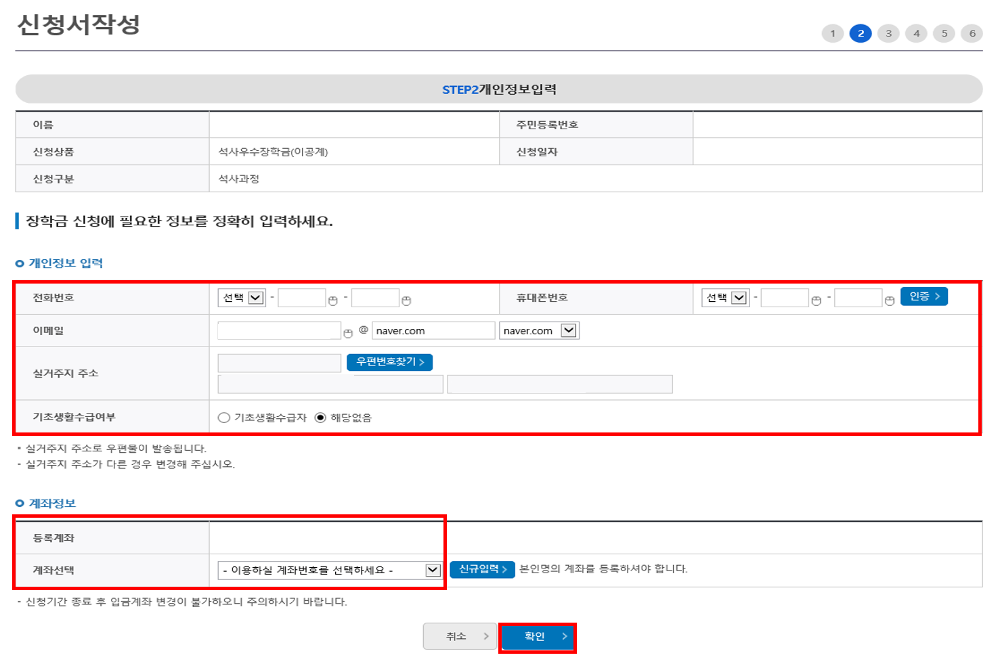 신청서작성
1 2 3 4 5 6
STEP2개인정보입력
이름 주민등록번호
신청상품 석사우수장학금(이공계) 신청일자
신청구분 석사과정
장학금 신청에 필요한 정보를 정확히 입력하세요.
개인정보 입력
전화번호 선택 - - 휴대폰번호 선택 - - 인증 >
이메일 @ naver.com naver.com
실거주지 주소 우편번호찾기 >
기초생활수급여부 기초생활수급자 해당없음
- 실거주지 주소로 우편물이 발송됩니다.
- 실거주지 주소가 다른 경우 변경해 주십시오.
계좌정보
등록계좌
계좌선택 - 이용하실 계좌번호를 선택하세요 - 신규입력 > 본인명의 계좌를 등록하셔야 합니다.
- 신청기간 종료 후 입금계좌 변경이 불가하오니 주의하시기 바랍니다.
취소 > 확인 >